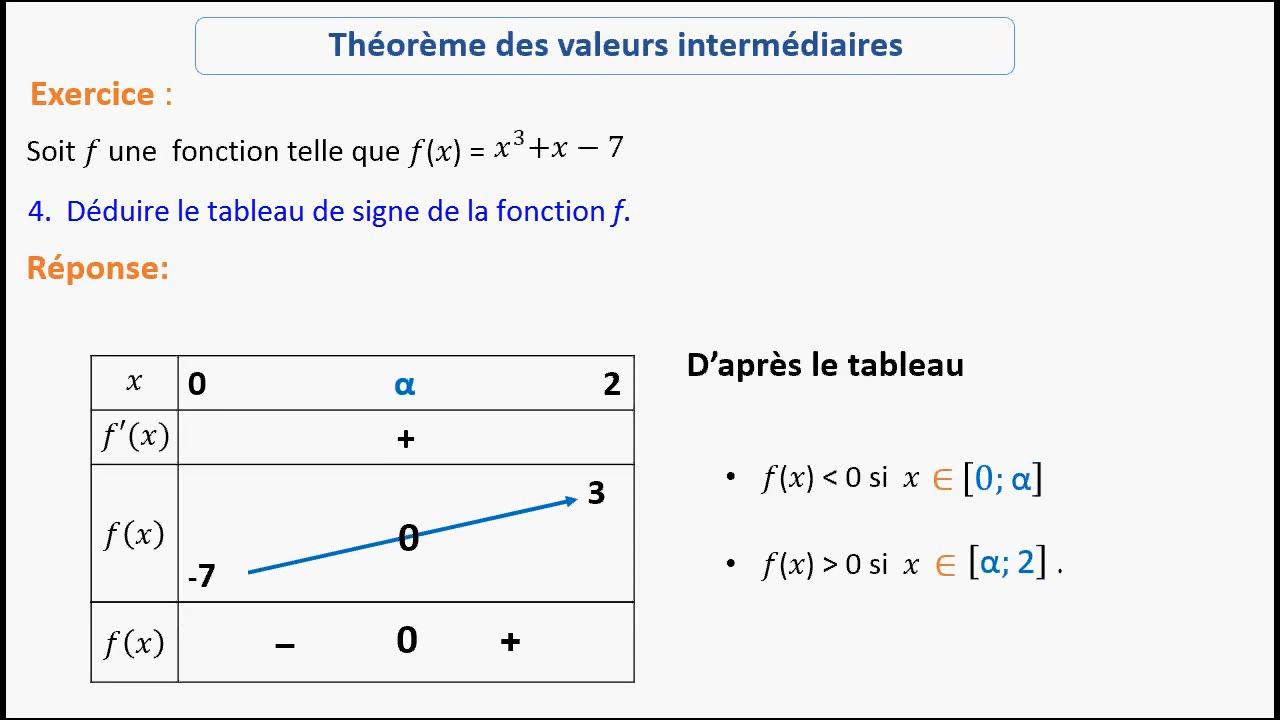 Théorème des valeurs intermédiaires
Exercice :
Soit f une fonction telle que f(x) = x³+x − 7
4. Déduire le tableau de signe de la fonction f.
Réponse:
x 0 α 2
f′(x) +
f(x) -7 0 3
f(x) − 0 +
D’après le tableau
• f(x) < 0 si x ∈ [0; α]
• f(x) > 0 si x ∈ [α; 2] .